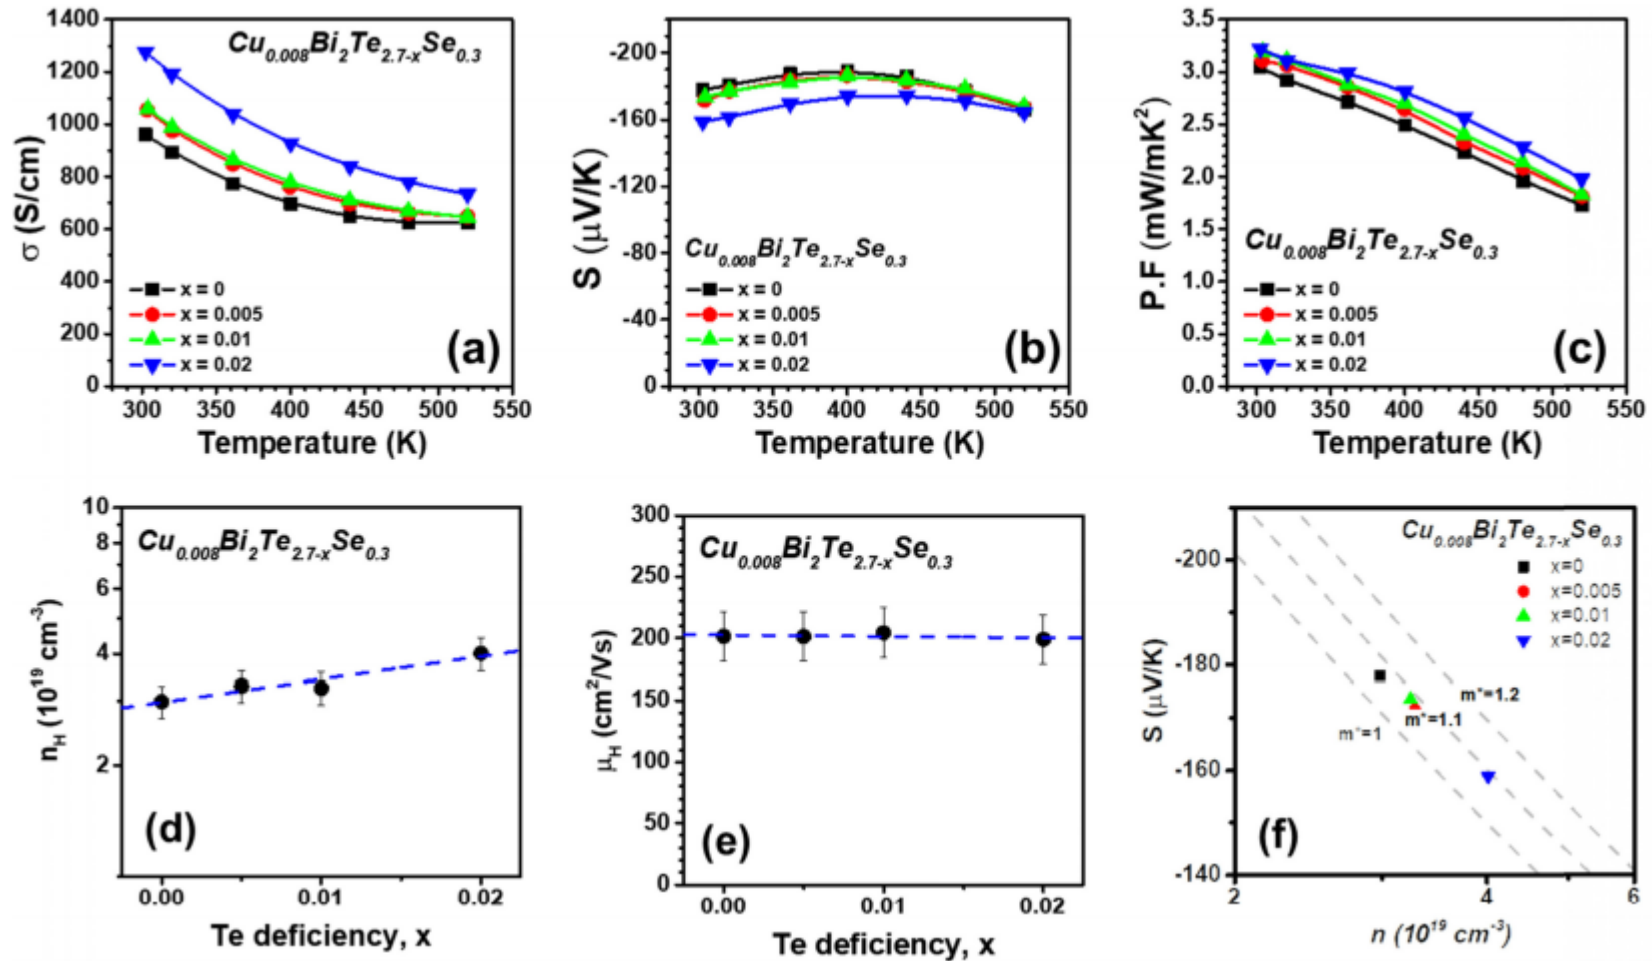 1400
1200
1000
800
600
400
200
0
σ (S/cm)
Cu0.008Bi2Te2.7-xSe0.3
x = 0
x = 0.005
x = 0.01
x = 0.02
(a)
300 350 400 450 500 550
Temperature (K)
-200
-160
-120
-80
-40
0
S (μV/K)
Cu0.008Bi2Te2.7-xSe0.3
x = 0
x = 0.005
x = 0.01
x = 0.02
(b)
300 350 400 450 500 550
Temperature (K)
3.5
3.0
2.5
2.0
1.5
1.0
0.5
0.0
P.F (mW/mK2)
Cu0.008Bi2Te2.7-xSe0.3
x = 0
x = 0.005
x = 0.01
x = 0.02
(c)
300 350 400 450 500 550
Temperature (K)
10
8
6
4
2
nH (1019 cm-3)
Cu0.008Bi2Te2.7-xSe0.3
(d)
0.00 0.01 0.02
Te deficiency, x
300
250
200
150
100
50
0
μH (cm2/Vs)
Cu0.008Bi2Te2.7-xSe0.3
(e)
0.00 0.01 0.02
Te deficiency, x
-200
-180
-160
-140
S (μV/K)
Cu0.008Bi2Te2.7-xSe0.3
x=0
x=0.005
x=0.01
x=0.02
m*=1.2
m*=1.1
m*=1
(f)
2 4 6
n (1019 cm-3)